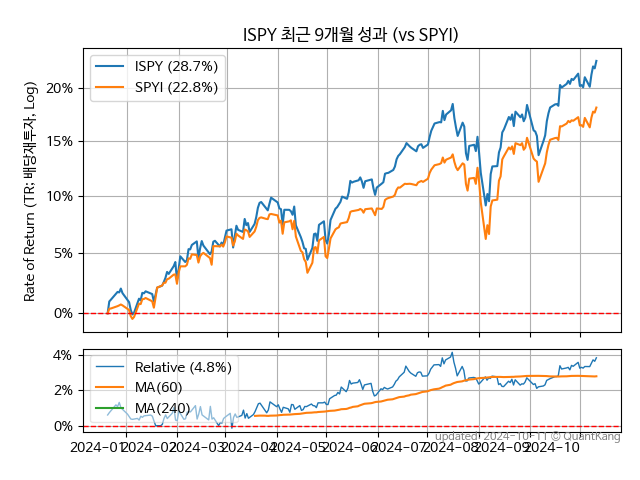 ISPY 최근 9개월 성과 (vs SPYI)
Rate of Return (TR: 배당재투자, Log)
ISPY (28.7%)
SPYI (22.8%)
20%
15%
10%
5%
0%
Relative (4.8%)
MA(60)
MA(240)
4%
2%
0%
2024-01 2024-02 2024-03 2024-04 2024-05 2024-06 2024-07 2024-08 2024-09 2024-10
updated: 2024-10-11 © QuantKang